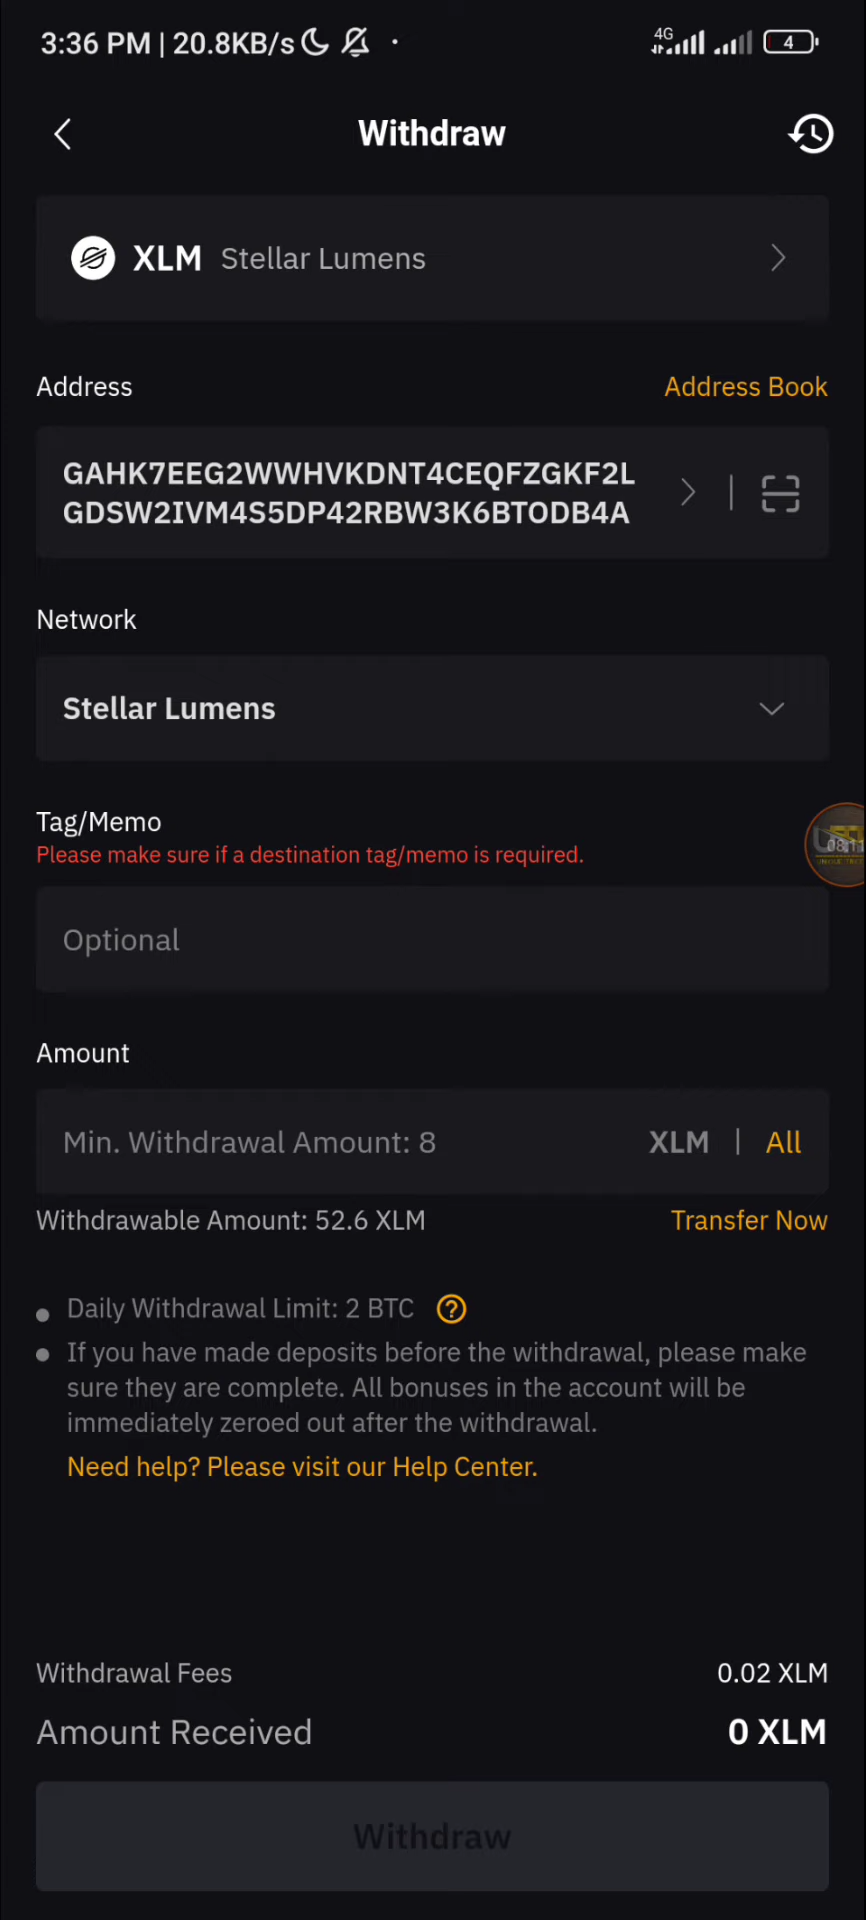 3:36 PM | 20.8KB/s
4G
4
Withdraw
XLM Stellar Lumens
Address
Address Book
GAHK7EEG2WWHVKDNT4CEQFZGKF2L
GDSW2IVM4S5DP42RBW3K6BTODB4A
Network
Stellar Lumens
Tag/Memo
Please make sure if a destination tag/memo is required.
Optional
Amount
Min. Withdrawal Amount: 8 XLM | All
Withdrawable Amount: 52.6 XLM
Transfer Now
Daily Withdrawal Limit: 2 BTC
If you have made deposits before the withdrawal, please make
sure they are complete. All bonuses in the account will be
immediately zeroed out after the withdrawal.
Need help? Please visit our Help Center.
Withdrawal Fees 0.02 XLM
Amount Received 0 XLM
Withdraw